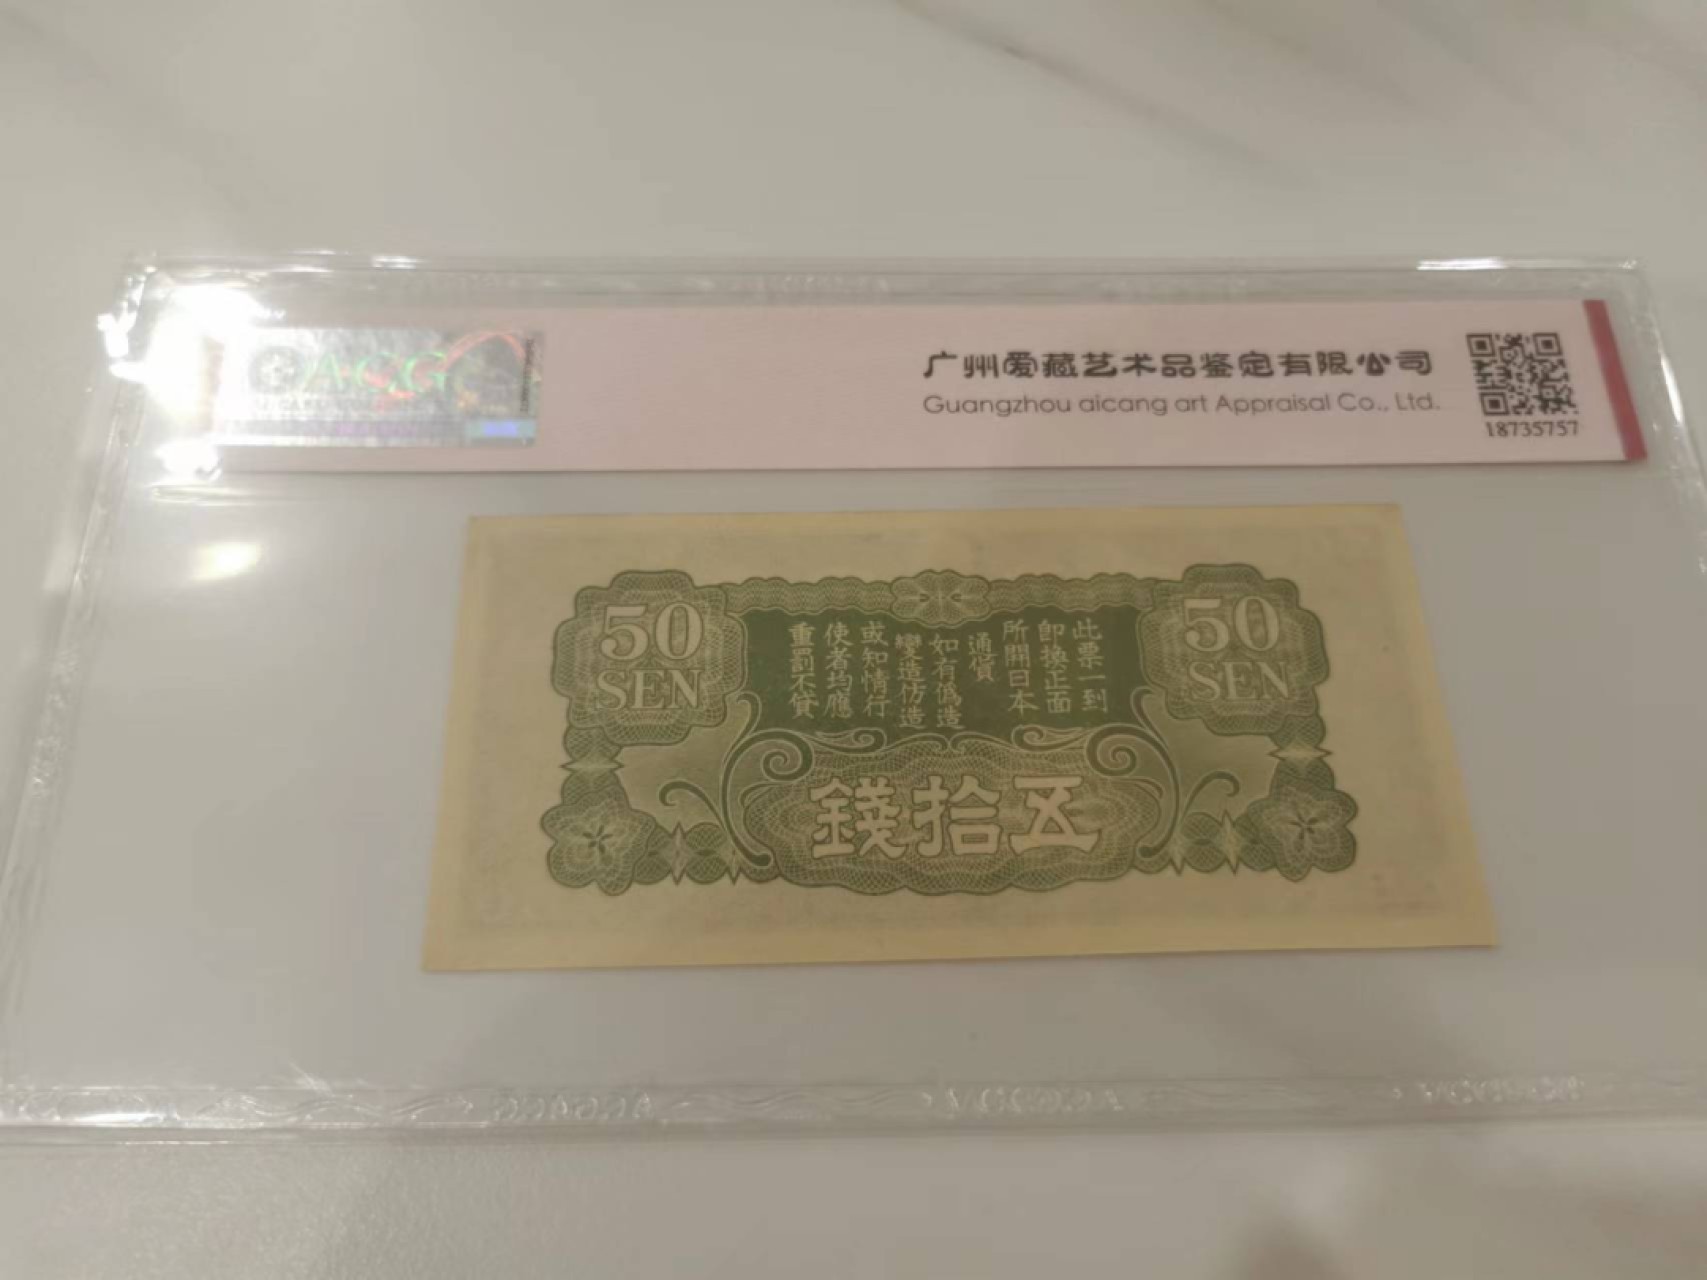 ACG
广州爱藏艺术品鉴定有限公司
Guangzhou aicang art Appraisal Co., Ltd.
18735757
50
SEN
50
SEN
此票一到
即換正面
所開日本
通貨
如有偽造
變造仿造
或知情行
使者均應
重罰不貸
錢拾五